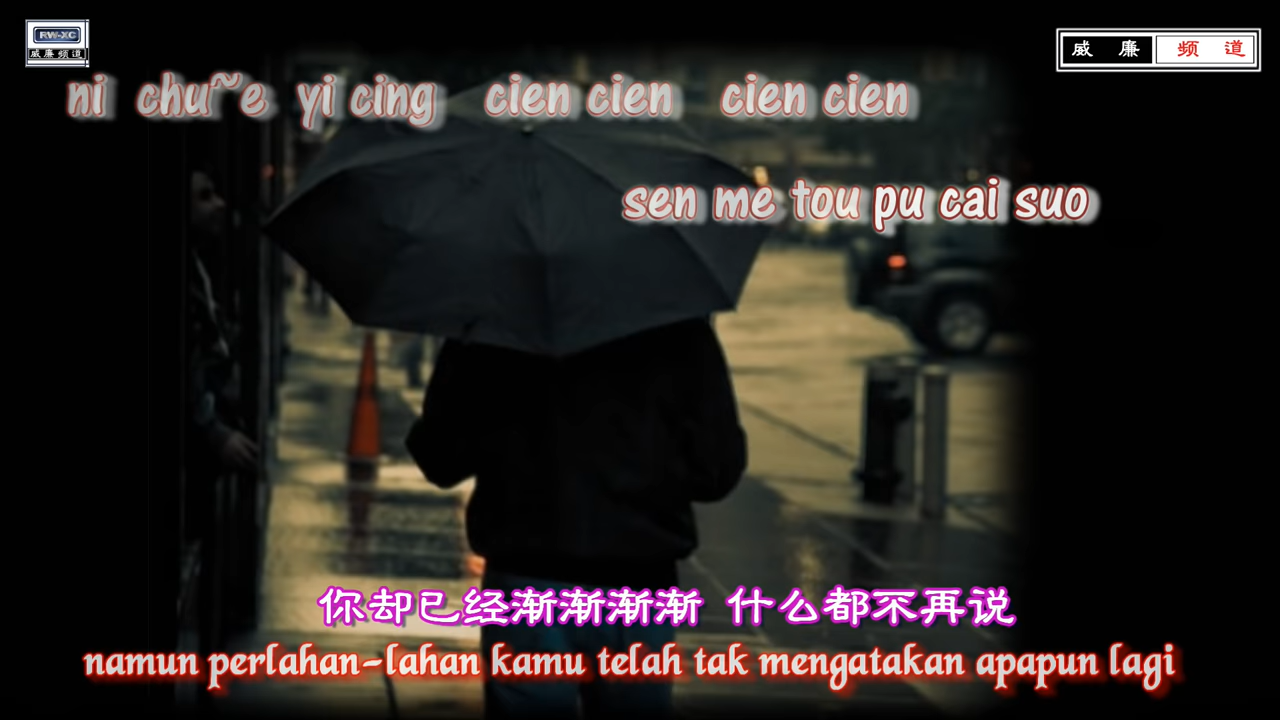 RW-XC
威廉频道
威廉 频道
ni chu~e yi cing cien cien cien cien
sen me tou pu cai suo
你却已经渐渐渐渐 什么都不再说
namun perlahan-lahan kamu telah tak mengatakan apapun lagi